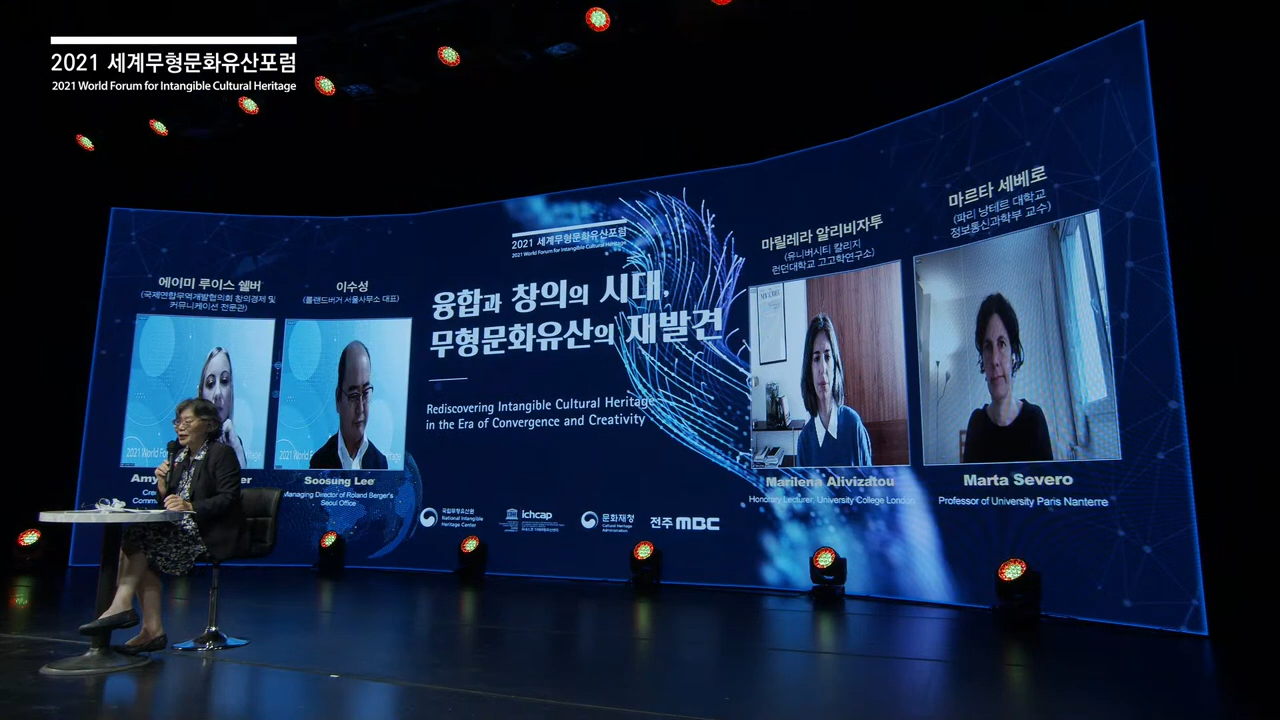 2021 세계무형문화유산포럼
2021 World Forum for Intangible Cultural Heritage
에이미 루이스 쉘버
(국제연합무역개발협의회 창의경제 및
커뮤니케이션 전문관)
이수성
(롤랜드버거 서울사무소 대표)
2021 세계무형문화유산포럼
2021 World Forum for Intangible Cultural Heritage
융합과 창의의 시대,
무형문화유산의 재발견
Rediscovering Intangible Cultural Heritage
in the Era of Convergence and Creativity
마릴레라 알리비자투
(유니버시티 칼리지
런던대학교 고고학연구소)
마르타 세베로
(파리 낭테르 대학교
정보통신과학부 교수)
2021 World
Soosung Lee
Managing Director of Roland Berger's
Seoul Office
Marilena Alivizatou
Honorary Lecturer, University College London
Marta Severo
Professor of University Paris Nanterre
국립무형유산원
National Intangible
Heritage Center
ichcap
문화재청
Cultural Heritage
Administration
전주 MBC